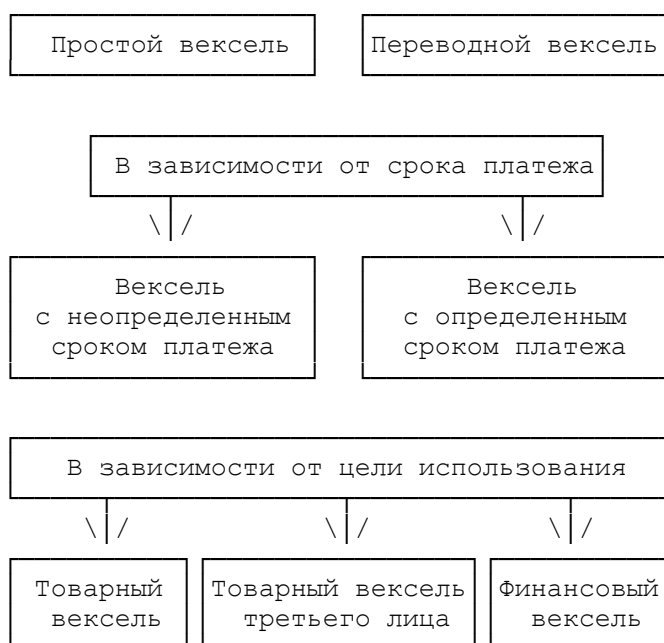 Простой вексель Переводной вексель
В зависимости от срока платежа
Вексель Вексель
с неопределенным с определенным
сроком платежа сроком платежа
В зависимости от цели использования
Товарный Товарный вексель Финансовый
вексель третьего лица вексель